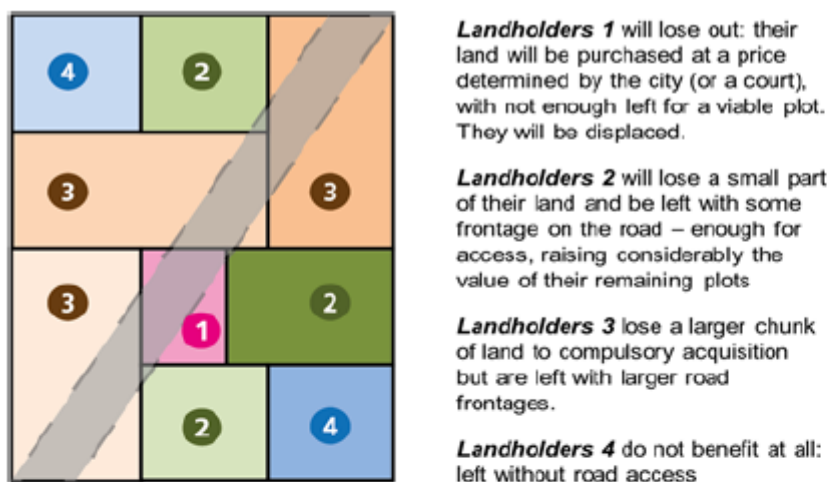 4
2
3
3
3
1
2
2
4
Landholders 1 will lose out: their
land will be purchased at a price
determined by the city (or a court),
with not enough left for a viable plot.
They will be displaced.
Landholders 2 will lose a small part
of their land and be left with some
frontage on the road – enough for
access, raising considerably the
value of their remaining plots
Landholders 3 lose a larger chunk
of land to compulsory acquisition
but are left with larger road
frontages.
Landholders 4 do not benefit at all:
left without road access